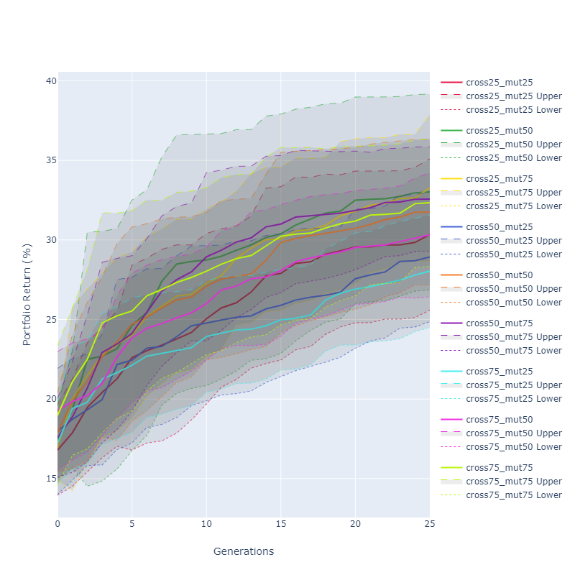 40
35
30
25
20
15
Portfolio Return (%)
0
5
10
15
20
25
Generations
cross25_mut25
cross25_mut25 Upper
cross25_mut25 Lower
cross25_mut50
cross25_mut50 Upper
cross25_mut50 Lower
cross25_mut75
cross25_mut75 Upper
cross25_mut75 Lower
cross50_mut25
cross50_mut25 Upper
cross50_mut25 Lower
cross50_mut50
cross50_mut50 Upper
cross50_mut50 Lower
cross50_mut75
cross50_mut75 Upper
cross50_mut75 Lower
cross75_mut25
cross75_mut25 Upper
cross75_mut25 Lower
cross75_mut50
cross75_mut50 Upper
cross75_mut50 Lower
cross75_mut75
cross75_mut75 Upper
cross75_mut75 Lower